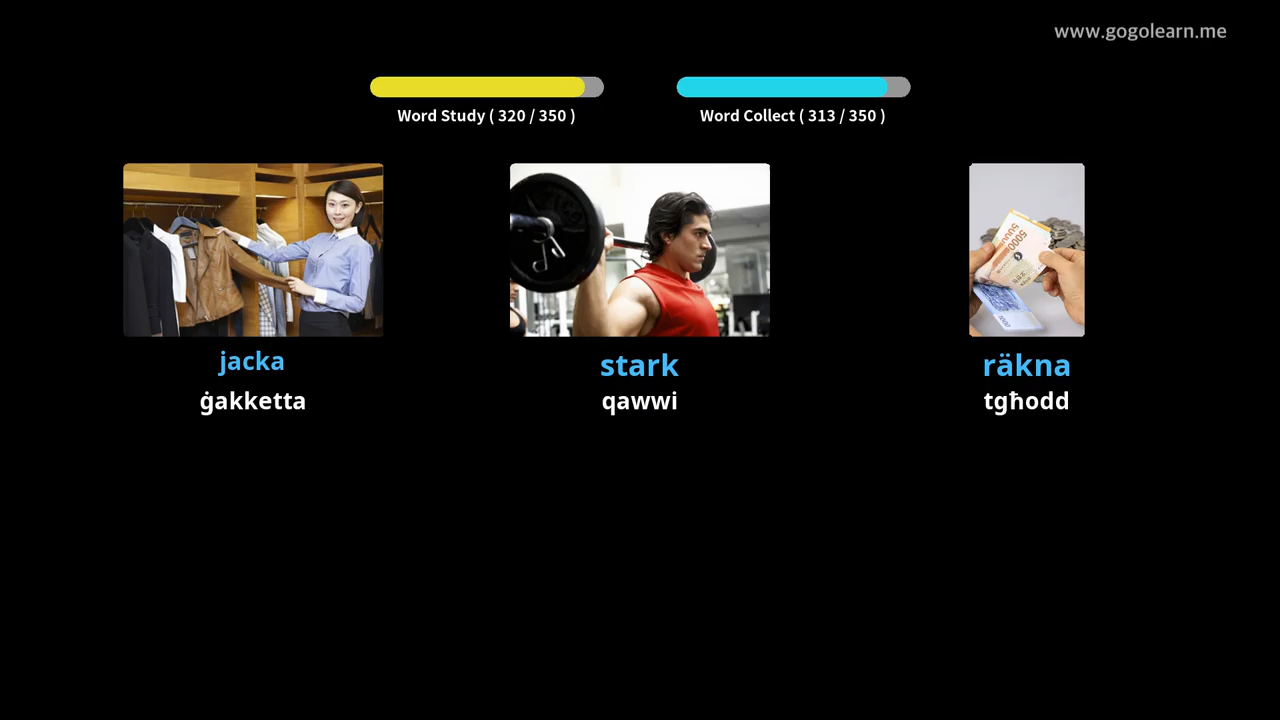 www.gogolearn.me
Word Study ( 320 / 350 )
Word Collect ( 313 / 350 )
jacka
ġakketta
stark
qawwi
räkna
tgħodd